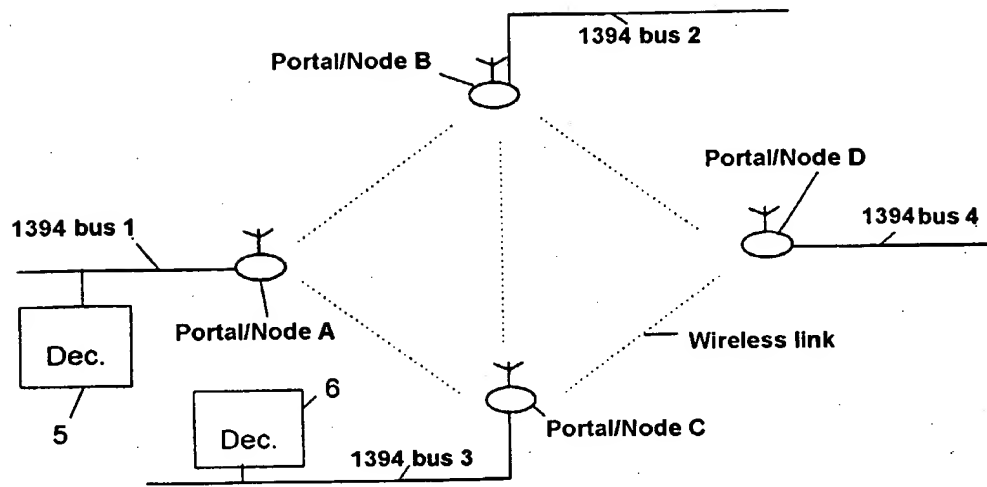 1394 bus 2
Portal/Node B
Portal/Node D
1394 bus 1
1394 bus 4
Portal/Node A
Wireless link
Dec.
5
6
Dec.
Portal/Node C
1394 bus 3